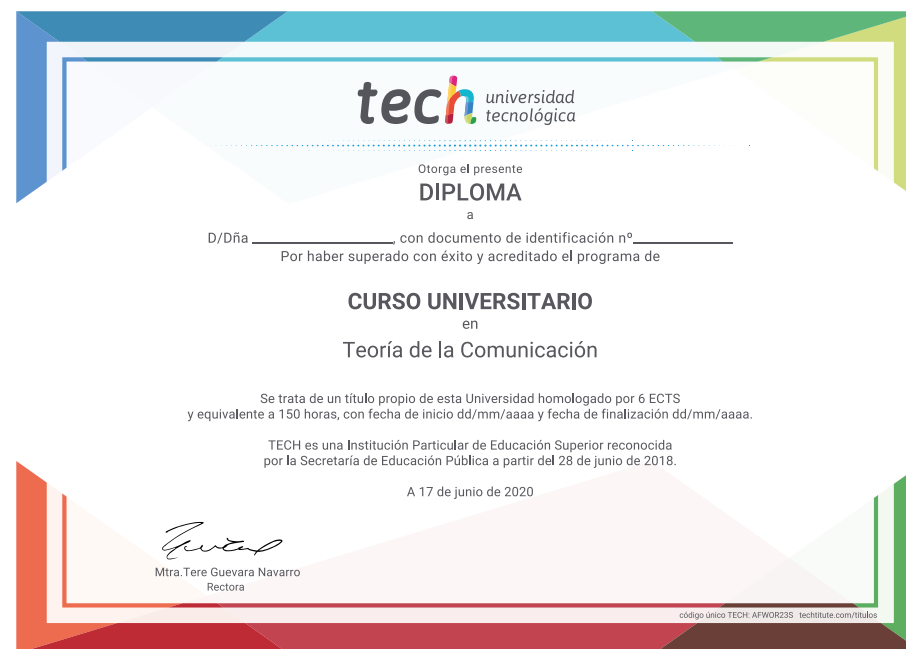 tech universidad
tecnológica
Otorga el presente
DIPLOMA
a
D/Dña ____________________, con documento de identificación nº______________
Por haber superado con éxito y acreditado el programa de
CURSO UNIVERSITARIO
en
Teoría de la Comunicación
Se trata de un título propio de esta Universidad homologado por 6 ECTS
y equivalente a 150 horas, con fecha de inicio dd/mm/aaaa y fecha de finalización dd/mm/aaaa.
TECH es una Institución Particular de Educación Superior reconocida
por la Secretaría de Educación Pública a partir del 28 de junio de 2018.
A 17 de junio de 2020
Mtra.Tere Guevara Navarro
Rectora
código único TECH: AFWOR23S techtitute.com/titulos